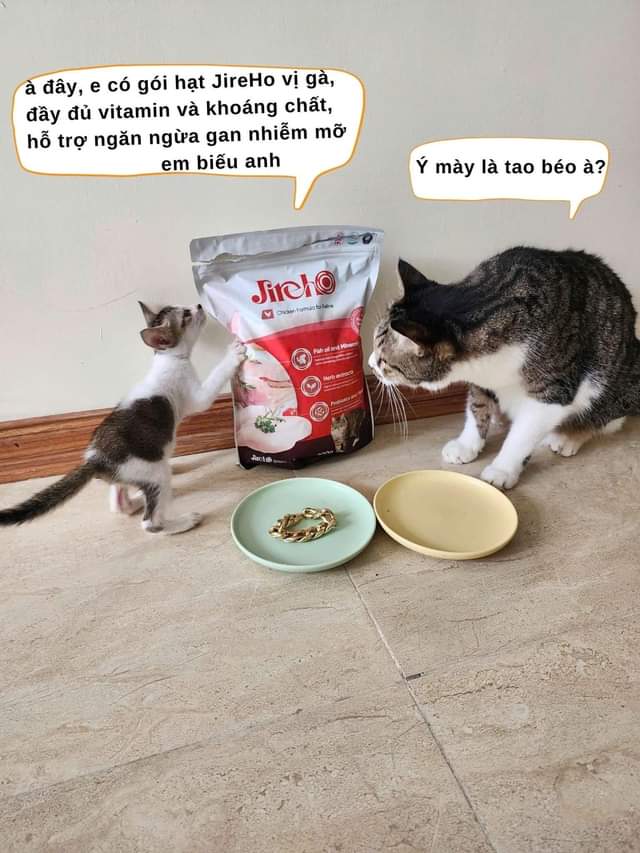 à đây, e có gói hạt JireHo vị gà,
đầy đủ vitamin và khoáng chất,
hỗ trợ ngăn ngừa gan nhiễm mỡ
em biếu anh
Ý mày là tao béo à?
JirehO
Chicken Formula for Feline
Fish oil and Minerals
Herb extracts
Probiotics
JirehO